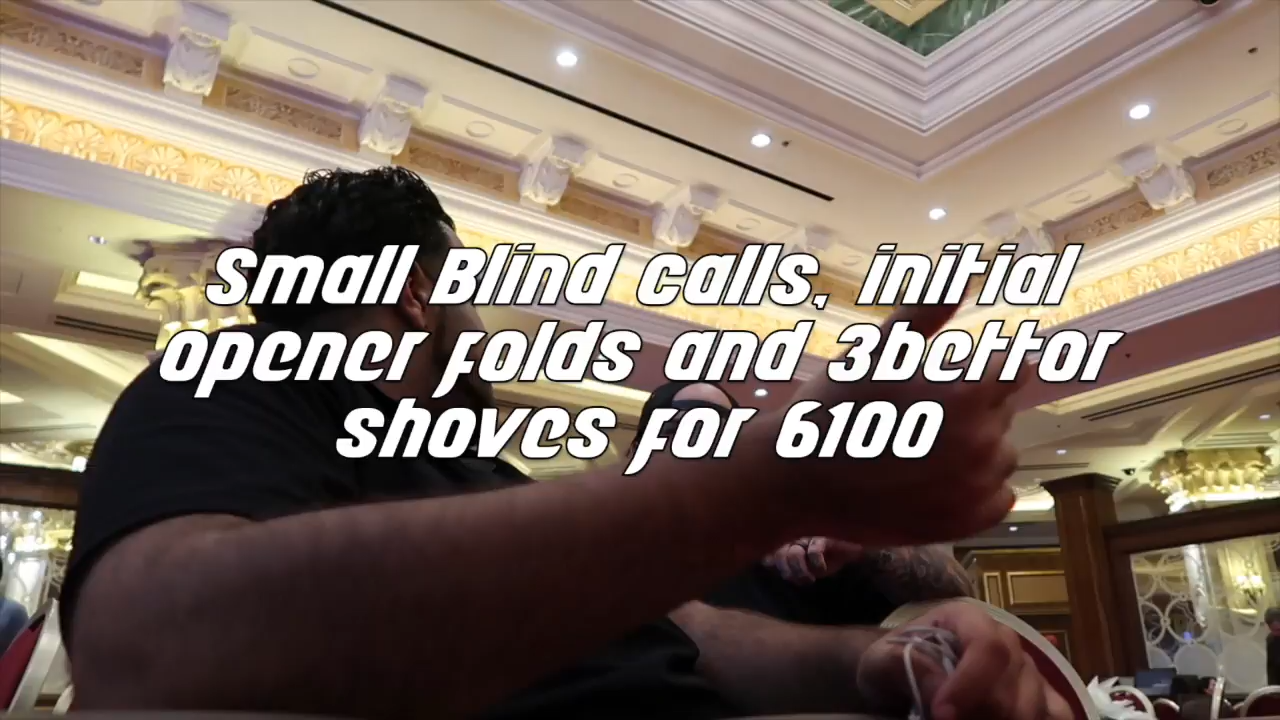 Small Blind calls, initial
opener folds and 3bettor
shoves for 6100